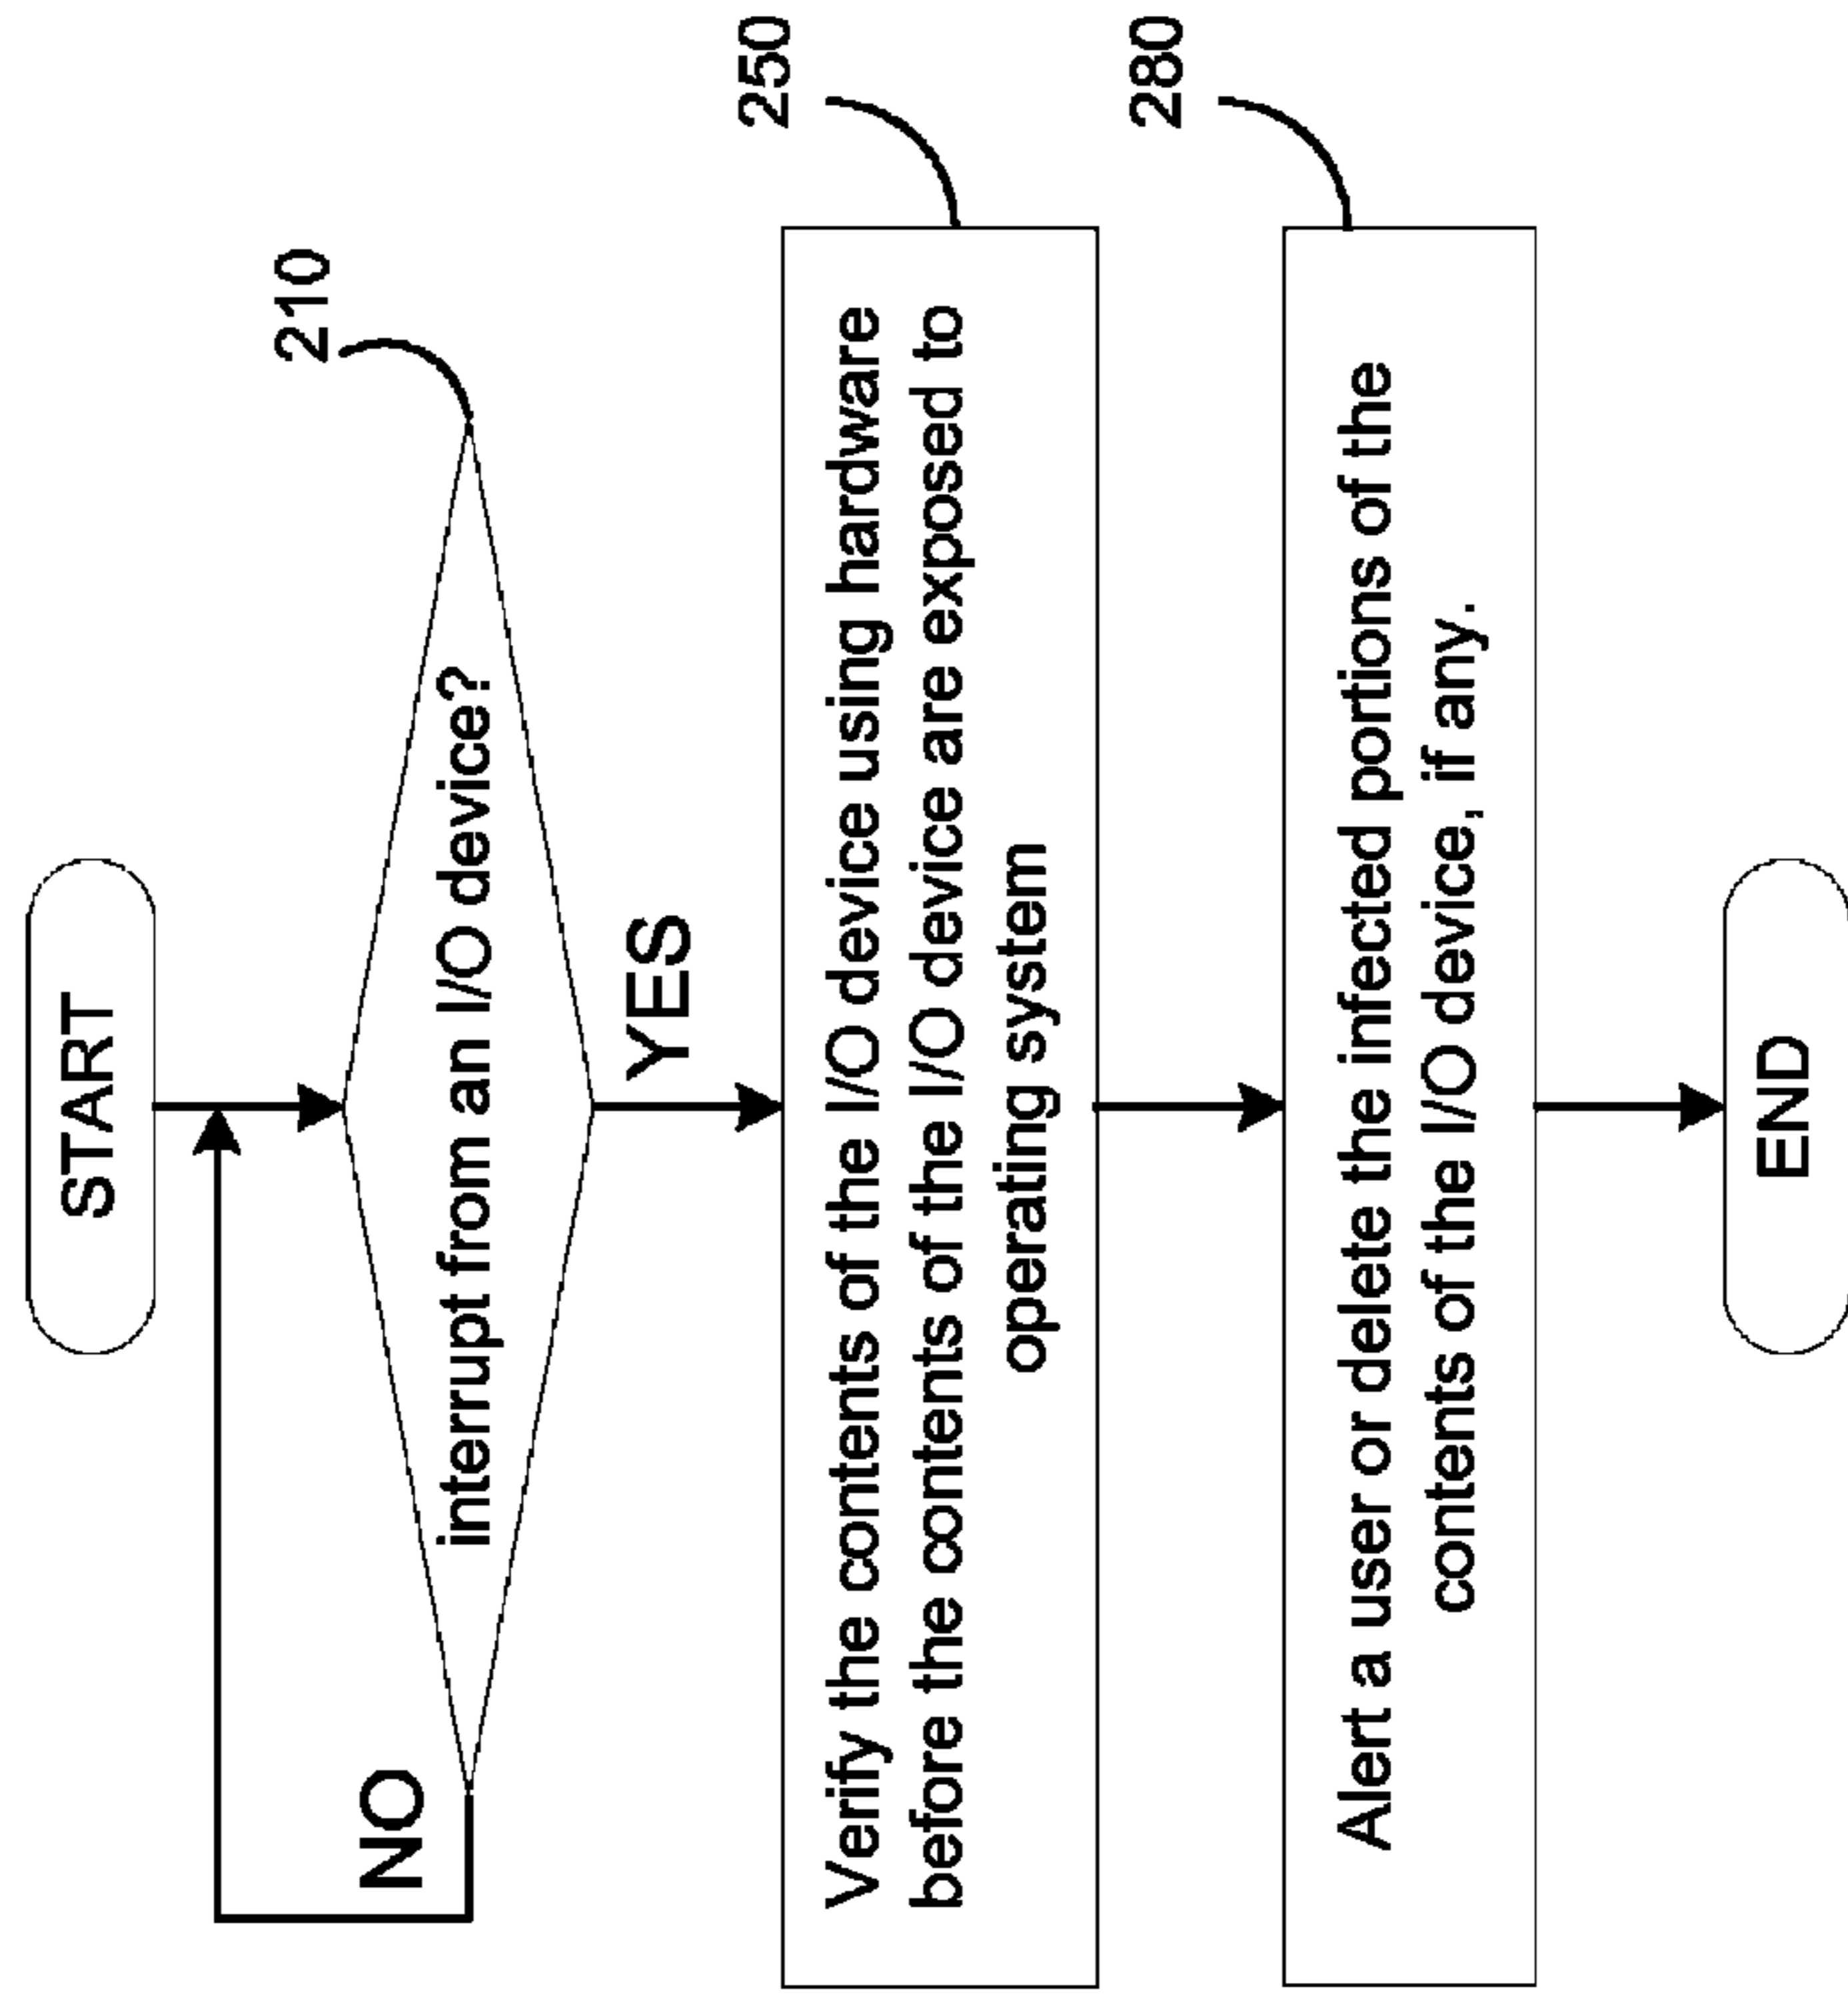 START
210
interrupt from an I/O device?
NO
YES
250
Verify the contents of the I/O device using hardware
before the contents of the I/O device are exposed to
operating system
280
Alert a user or delete the infected portions of the
contents of the I/O device, if any.
END